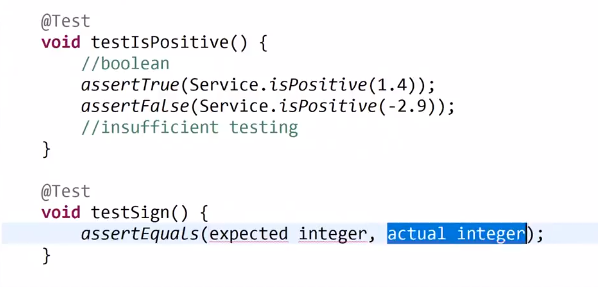 @Test
void testIsPositive() {
//boolean
assertTrue(Service.isPositive(1.4));
assertFalse(Service.isPositive(-2.9));
//insufficient testing
}
@Test
void testSign() {
assertEquals(expected integer, actual integer);
}